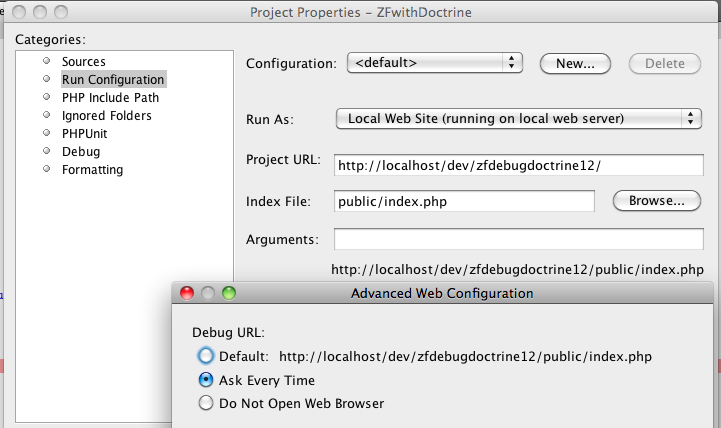 Project Properties – ZFwithDoctrine
Categories:
Sources
Run Configuration
PHP Include Path
Ignored Folders
PHPUnit
Debug
Formatting
Configuration: <default> New... Delete
Run As: Local Web Site (running on local web server)
Project URL: http://localhost/dev/zfdebugdoctrine12/
Index File: public/index.php Browse...
Arguments:
http://localhost/dev/zfdebugdoctrine12/public/index.php
Advanced Web Configuration
Debug URL:
Default: http://localhost/dev/zfdebugdoctrine12/public/index.php
Ask Every Time
Do Not Open Web Browser